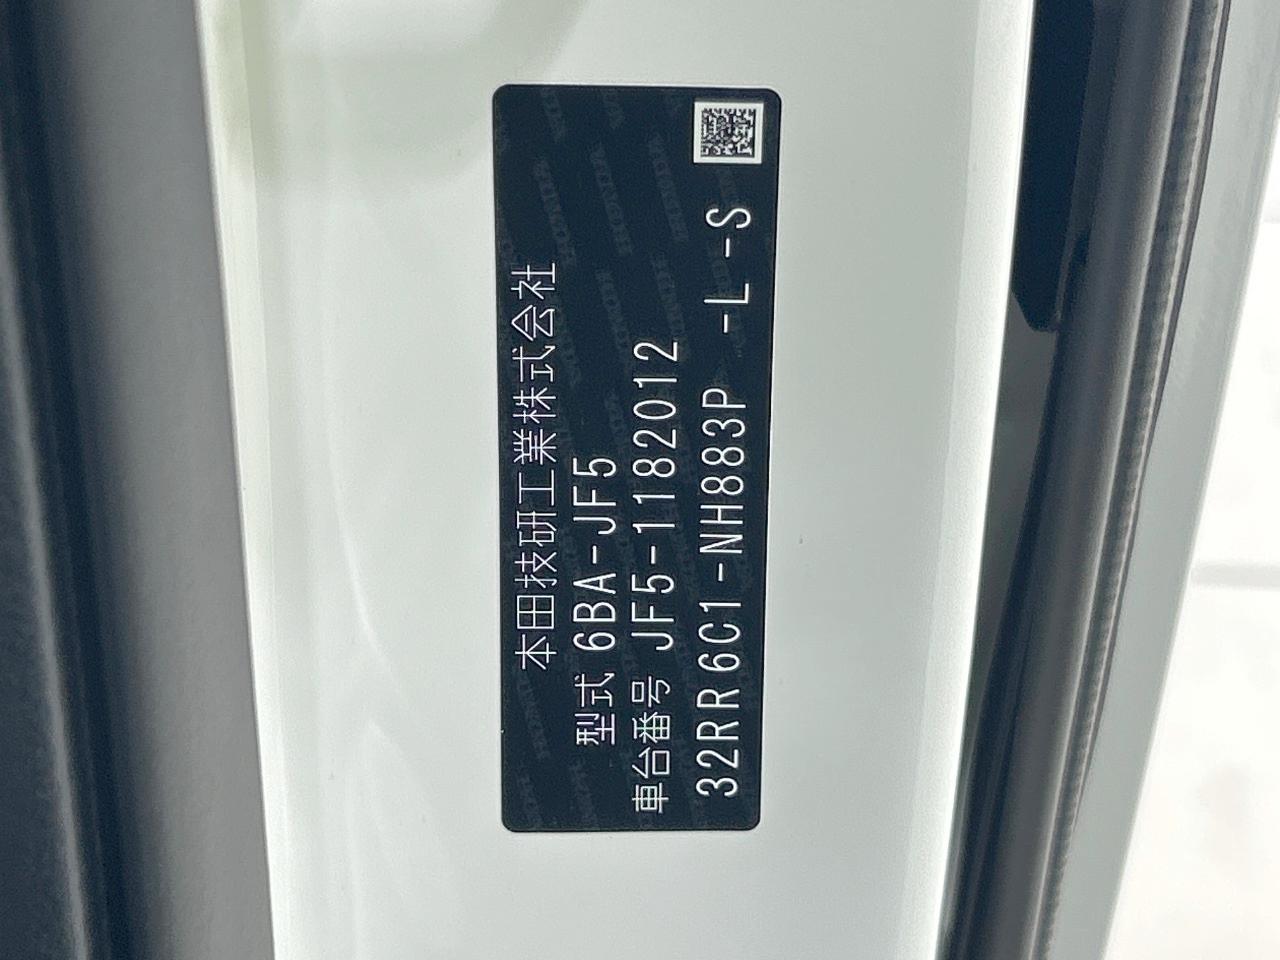 本田技研工業株式会社
型式 6BA-JF5
車台番号 JF5-1182012
32RR6C1-NH883P -L -S